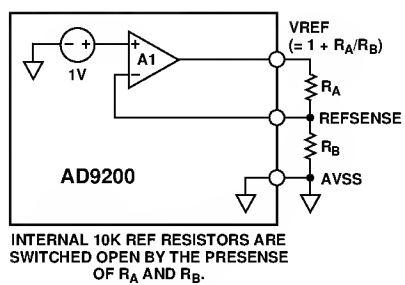 VREF
(= 1 + RA/RB)
− +
1V
+
A1
−
RA
REFSENSE
RB
AD9200
AVSS
INTERNAL 10K REF RESISTORS ARE
SWITCHED OPEN BY THE PRESENSE
OF RA AND RB.